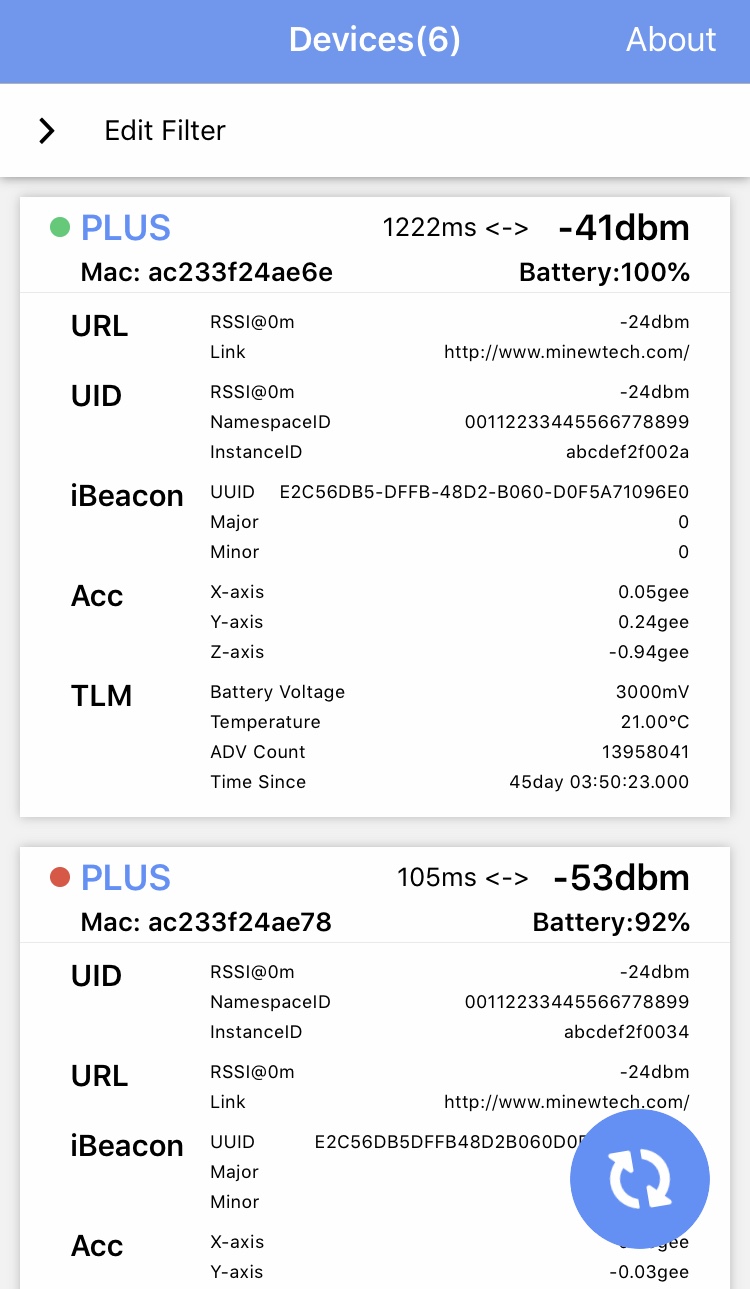 Devices(6) About
Edit Filter
PLUS 1222ms <-> -41dbm
Mac: ac233f24ae6e Battery:100%
URL RSSI@0m -24dbm
Link http://www.minewtech.com/
UID RSSI@0m -24dbm
NamespaceID 00112233445566778899
InstanceID abcdef2f002a
iBeacon UUID E2C56DB5-DFFB-48D2-B060-D0F5A71096E0
Major 0
Minor 0
Acc X-axis 0.05gee
Y-axis 0.24gee
Z-axis -0.94gee
TLM Battery Voltage 3000mV
Temperature 21.00°C
ADV Count 13958041
Time Since 45day 03:50:23.000
PLUS 105ms <-> -53dbm
Mac: ac233f24ae78 Battery:92%
UID RSSI@0m -24dbm
NamespaceID 00112233445566778899
InstanceID abcdef2f0034
URL RSSI@0m -24dbm
Link http://www.minewtech.com/
iBeacon UUID
Major
Minor
Acc X-axis
Y-axis -0.03gee